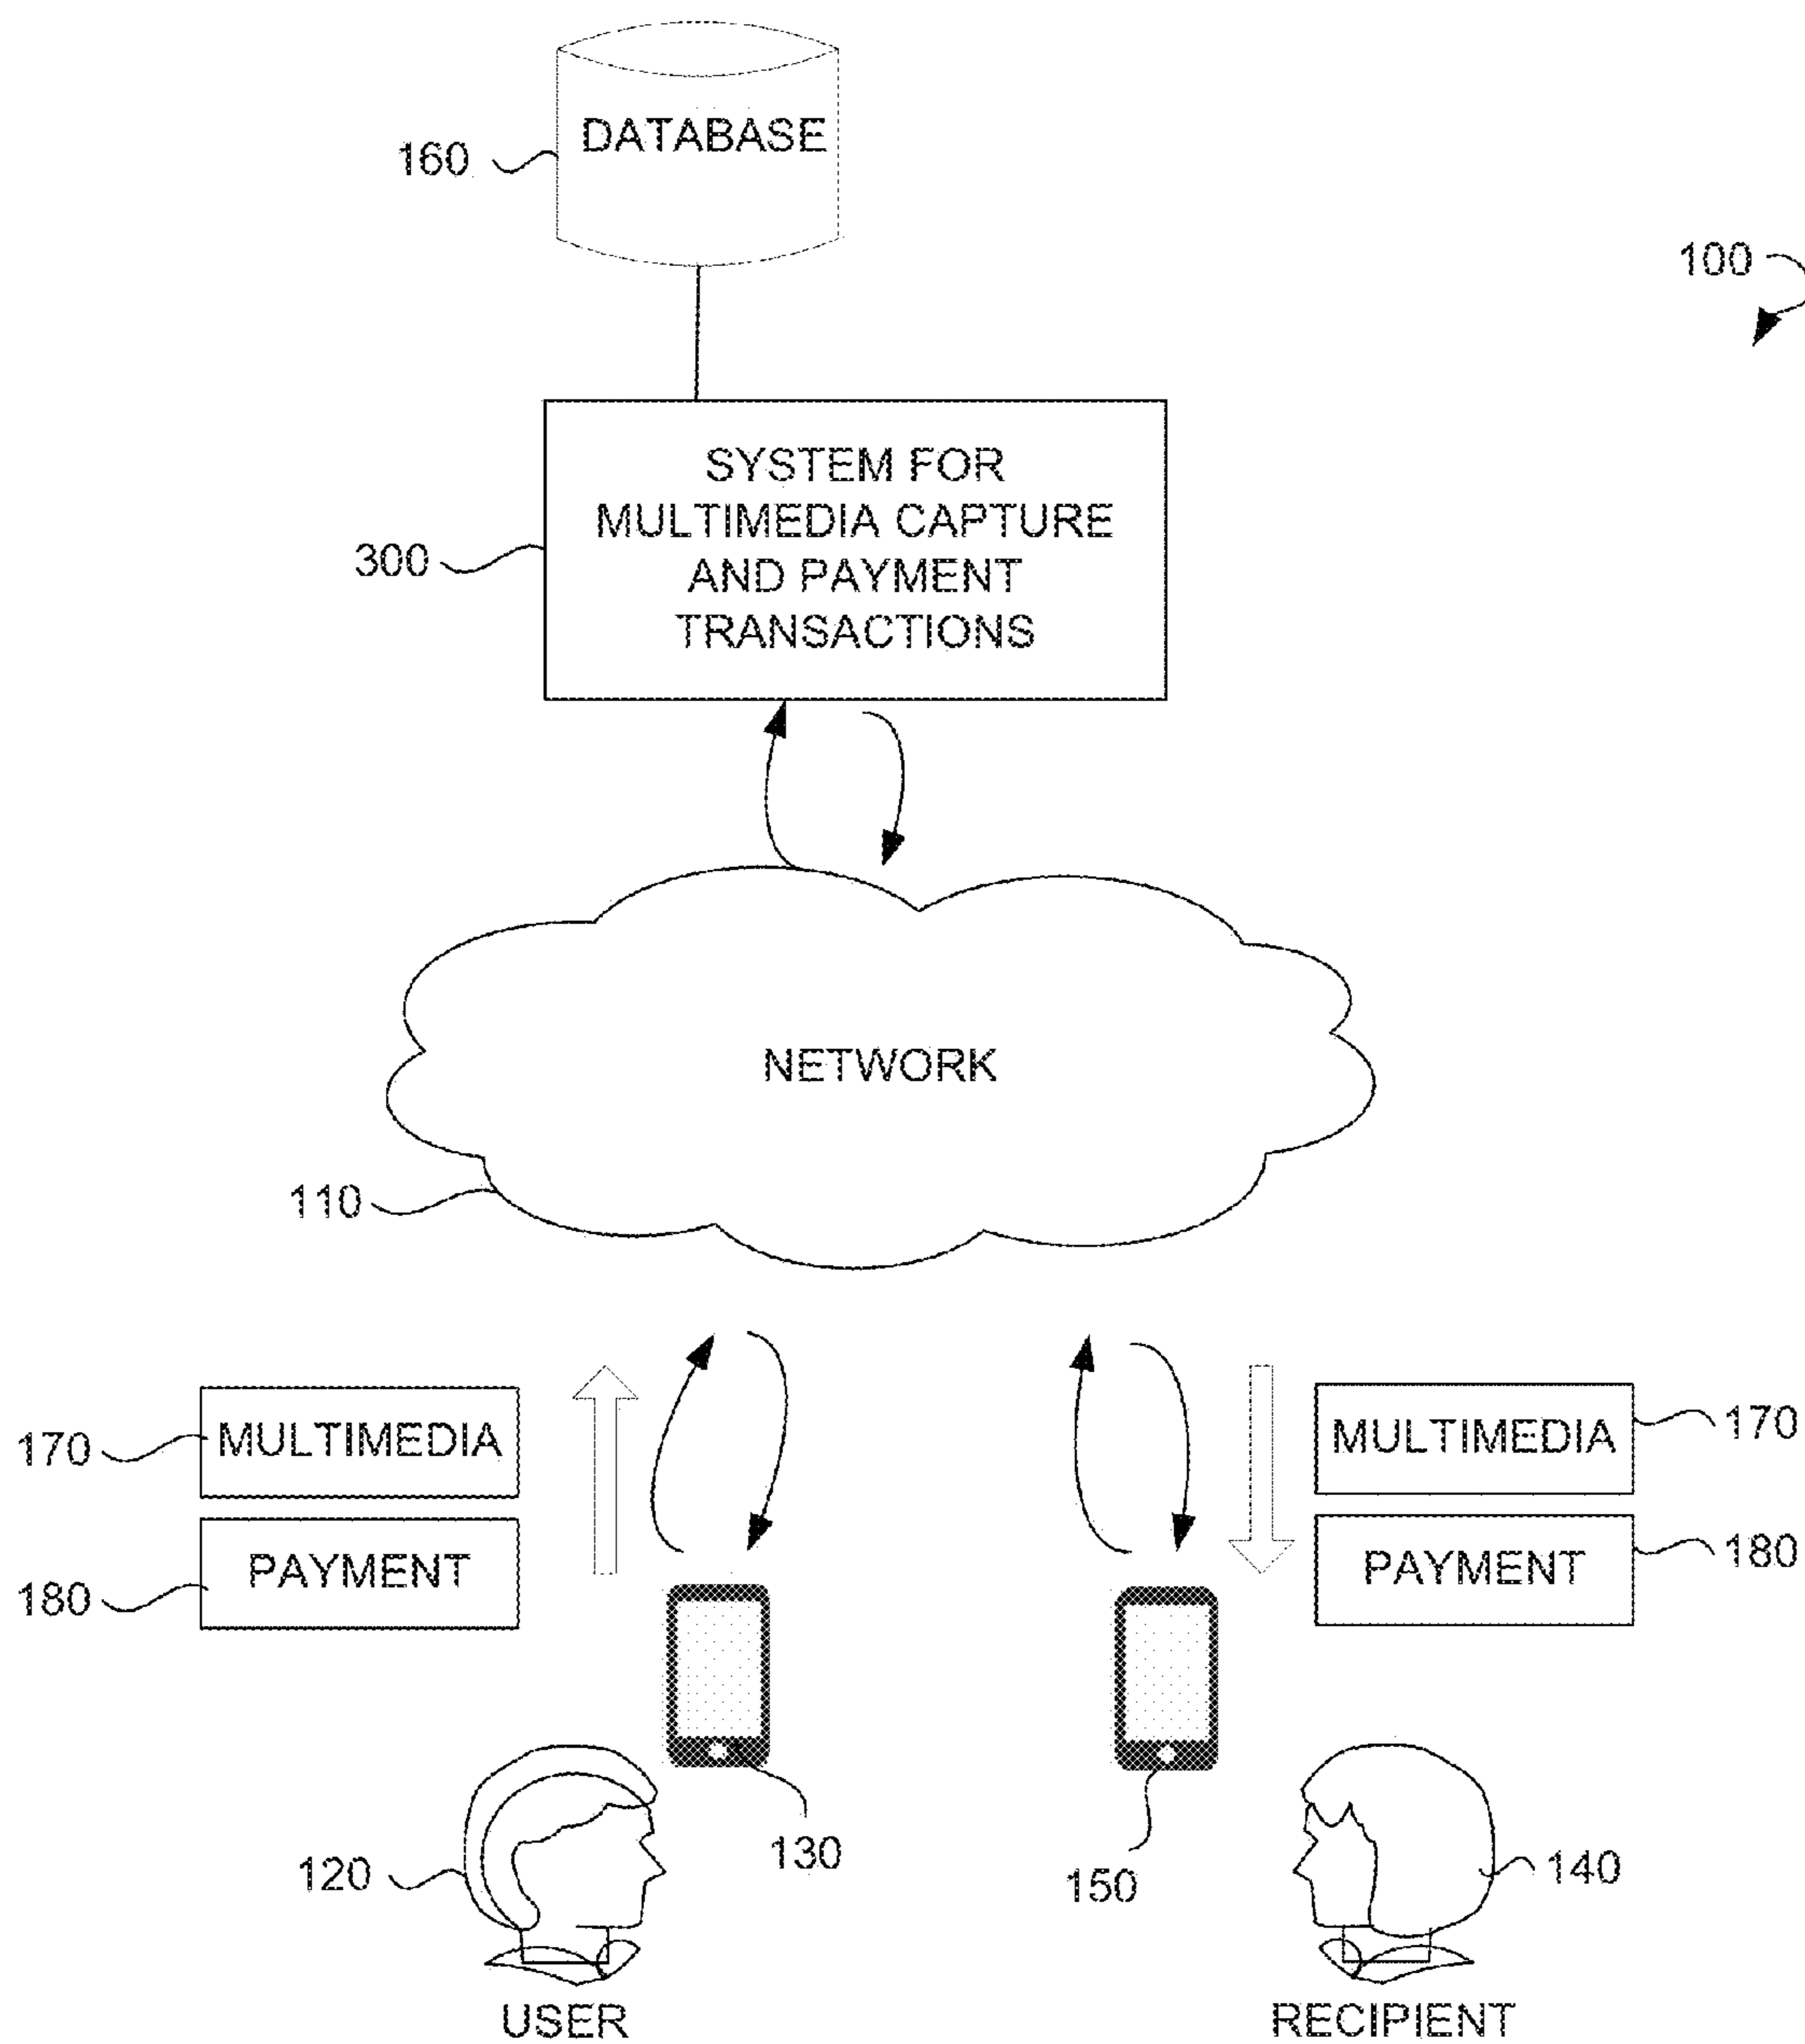 DATABASE
160
100
SYSTEM FOR
MULTIMEDIA CAPTURE
AND PAYMENT
TRANSACTIONS
300
NETWORK
110
170
MULTIMEDIA
MULTIMEDIA
170
180
PAYMENT
PAYMENT
180
120
130
150
140
USER
RECIPIENT